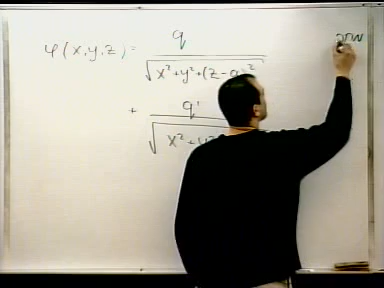 φ(x,y,z) = q / √(x²+y²+(z-a)²)
+ q' / √(x²+y²